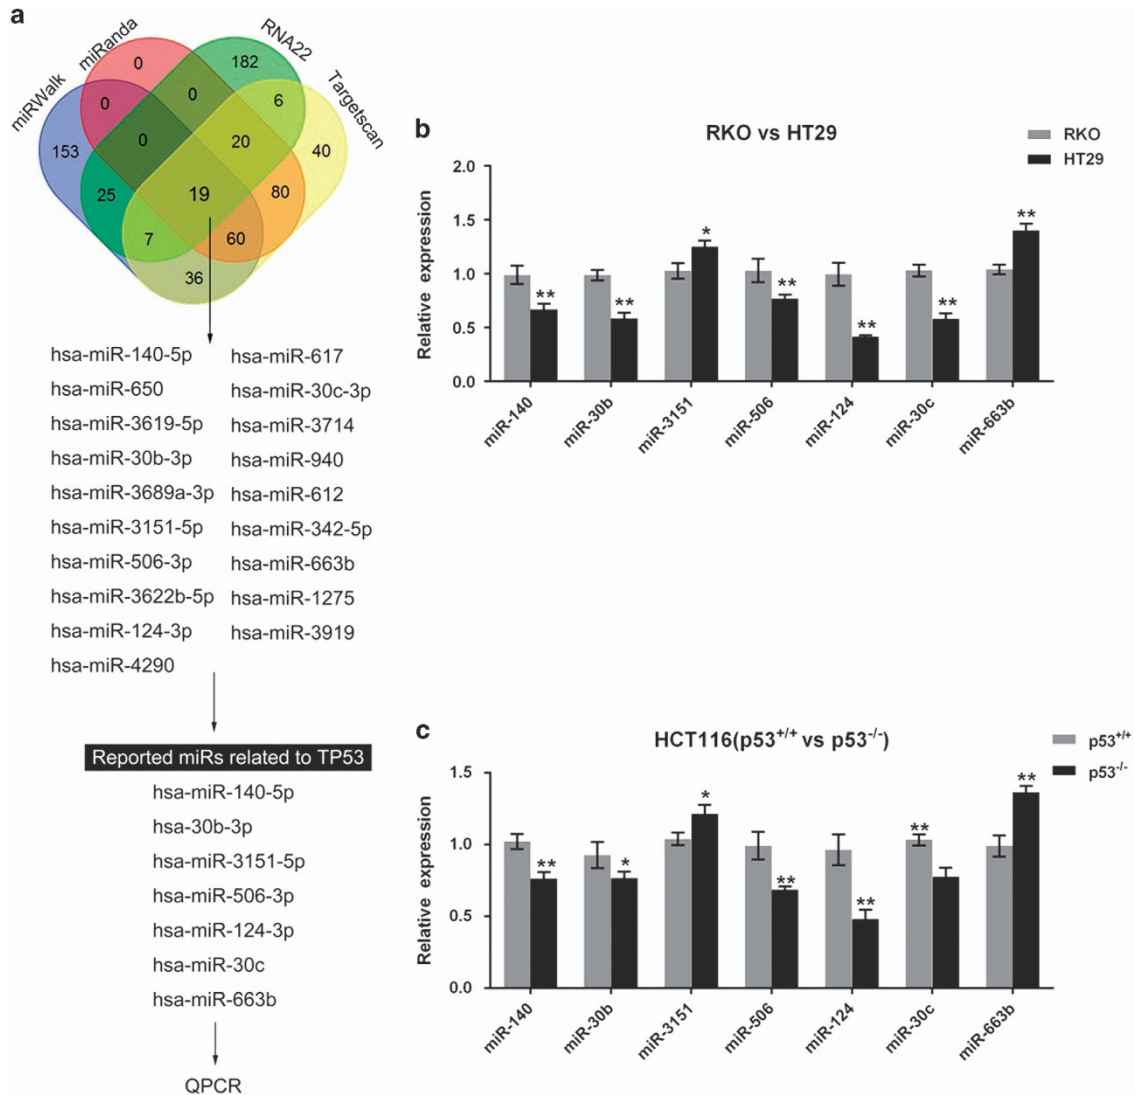 a
miRWalk
miRanda
RNA22
Targetscan
0
182
0
0
6
153
0
20
40
25
19
80
7
60
36
hsa-miR-140-5p
hsa-miR-650
hsa-miR-3619-5p
hsa-miR-30b-3p
hsa-miR-3689a-3p
hsa-miR-3151-5p
hsa-miR-506-3p
hsa-miR-3622b-5p
hsa-miR-124-3p
hsa-miR-4290
hsa-miR-617
hsa-miR-30c-3p
hsa-miR-3714
hsa-miR-940
hsa-miR-612
hsa-miR-342-5p
hsa-miR-663b
hsa-miR-1275
hsa-miR-3919
Reported miRs related to TP53
hsa-miR-140-5p
hsa-30b-3p
hsa-miR-3151-5p
hsa-miR-506-3p
hsa-miR-124-3p
hsa-miR-30c
hsa-miR-663b
QPCR
b
RKO vs HT29
RKO
HT29
Relative expression
2.0
1.5
1.0
0.5
0.0
** ** * ** ** ** **
miR-140
miR-30b
miR-3151
miR-506
miR-124
miR-30c
miR-663b
c
HCT116(p53+/+ vs p53-/-)
p53+/+
p53-/-
Relative expression
1.5
1.0
0.5
0.0
** * * ** ** ** **
miR-140
miR-30b
miR-3151
miR-506
miR-124
miR-30c
miR-663b